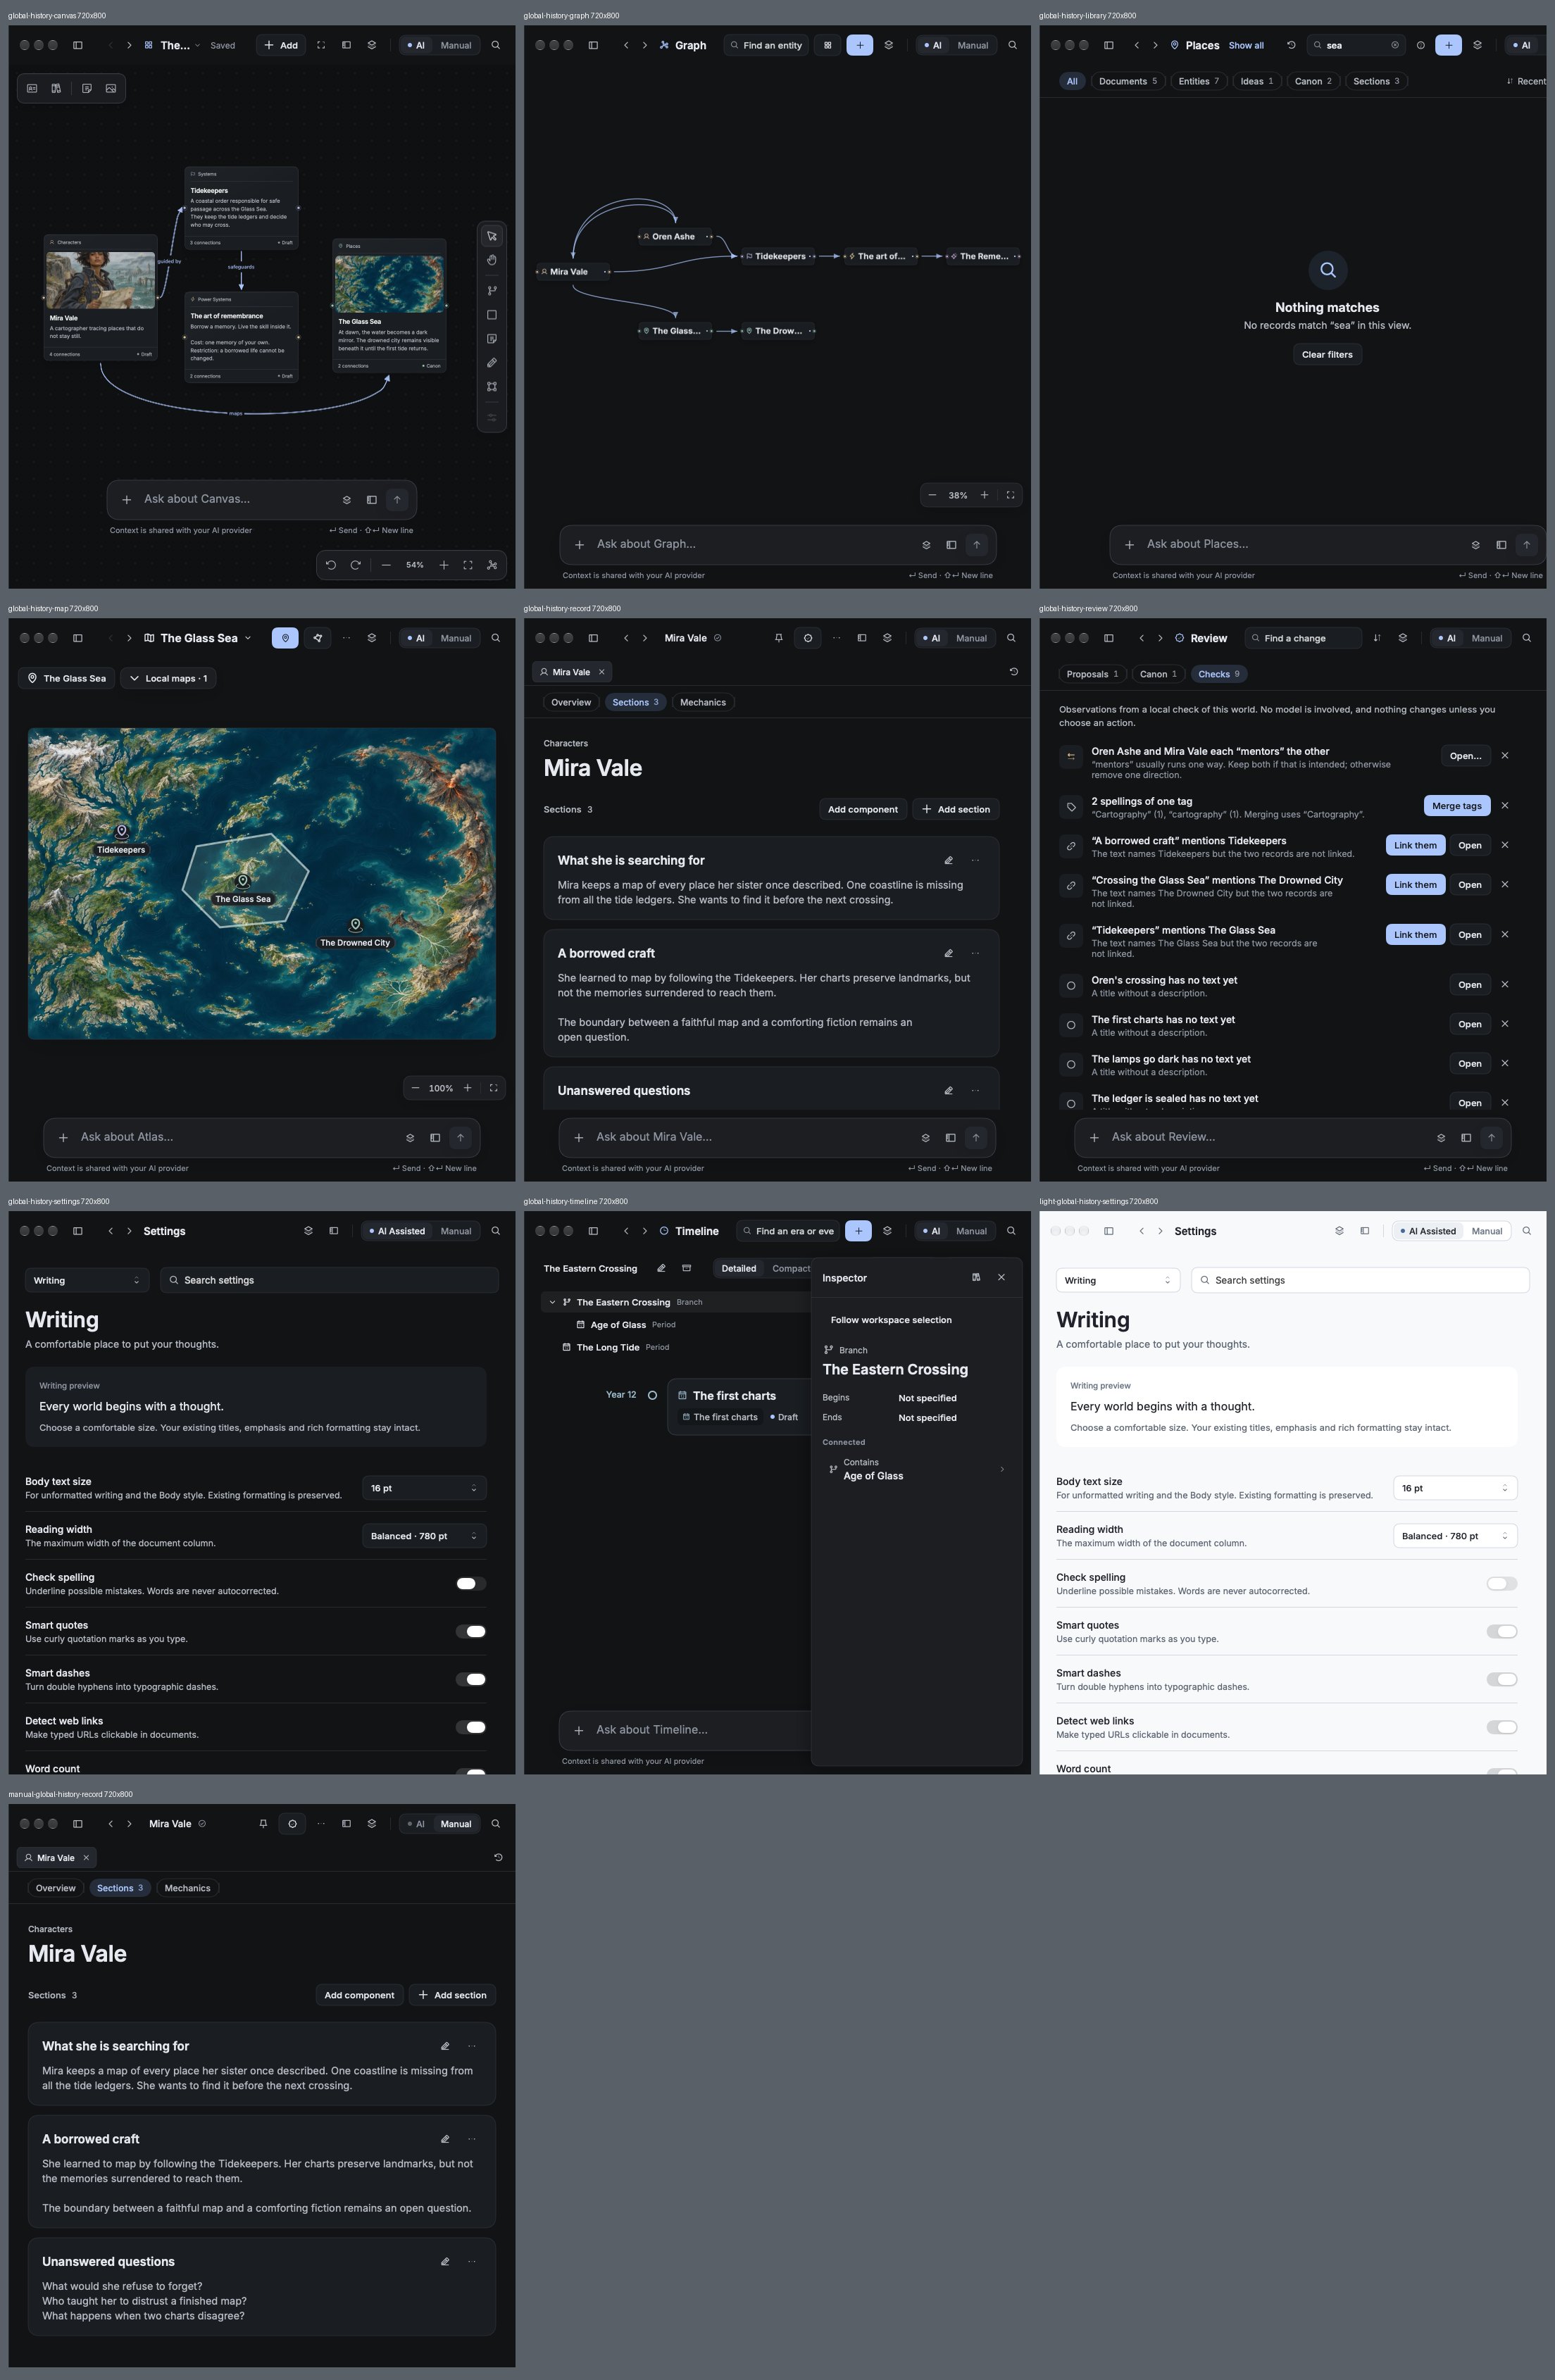 global-history-canvas 720x800
The...
Saved
Add
AI
Manual
Systems
Tidekeepers
A coastal order responsible for safe
passage across the Glass Sea.
They keep the tide ledgers and decide
who may cross.
3 connections
Draft
Characters
guided by
safeguards
Mira Vale
A cartographer tracing places that do
not stay still.
4 connections
Draft
Power Systems
The art of remembrance
Borrow a memory. Live the skill inside it.
Cost: one memory of your own.
Restriction: a borrowed life cannot be
changed.
2 connections
Draft
Places
The Glass Sea
At dawn, the water becomes a dark
mirror. The drowned city remains visible
beneath it until the first tide returns.
3 connections
Canon
maps
Ask about Canvas...
Context is shared with your AI provider
Send · New line
54%
global-history-graph 720x800
Graph
Find an entity
AI
Manual
Oren Ashe
Mira Vale
Tidekeepers
The art of...
The Reme...
The Glass...
The Drow...
38%
Ask about Graph...
Context is shared with your AI provider
Send · New line
global-history-library 720x800
Places
Show all
sea
AI
All
Documents 5
Entities 7
Ideas 1
Canon 2
Sections 3
Recent
Nothing matches
No records match “sea” in this view.
Clear filters
Ask about Places...
Context is shared with your AI provider
Send · New line
global-history-map 720x800
The Glass Sea
AI
Manual
The Glass Sea
Local maps · 1
Tidekeepers
The Glass Sea
The Drowned City
100%
Ask about Atlas...
Context is shared with your AI provider
Send · New line
global-history-record 720x800
Mira Vale
AI
Manual
Mira Vale
Overview
Sections 3
Mechanics
Characters
Mira Vale
Sections 3
Add component
Add section
What she is searching for
Mira keeps a map of every place her sister once described. One coastline is missing
from all the tide ledgers. She wants to find it before the next crossing.
A borrowed craft
She learned to map by following the Tidekeepers. Her charts preserve landmarks, but
not the memories surrendered to reach them.
The boundary between a faithful map and a comforting fiction remains an
open question.
Unanswered questions
Ask about Mira Vale...
Context is shared with your AI provider
Send · New line
global-history-review 720x800
Review
Find a change
AI
Manual
Proposals 1
Canon 1
Checks 9
Observations from a local check of this world. No model is involved, and nothing changes unless you
choose an action.
Oren Ashe and Mira Vale each “mentors” the other
“mentors” usually runs one way. Keep both if that is intended; otherwise
remove one direction.
Open...
2 spellings of one tag
“Cartography” (1), “cartography” (1). Merging uses “Cartography”.
Merge tags
“A borrowed craft” mentions Tidekeepers
The text names Tidekeepers but the two records are not linked.
Link them
Open
“Crossing the Glass Sea” mentions The Drowned City
The text names The Drowned City but the two records are
not linked.
Link them
Open
“Tidekeepers” mentions The Glass Sea
The text names The Glass Sea but the two records are
not linked.
Link them
Open
Oren's crossing has no text yet
A title without a description.
Open
The first charts has no text yet
A title without a description.
Open
The lamps go dark has no text yet
A title without a description.
Open
The ledger is sealed has no text yet
Open
Ask about Review...
Context is shared with your AI provider
Send · New line
global-history-settings 720x800
Settings
AI Assisted
Manual
Writing
Search settings
Writing
A comfortable place to put your thoughts.
Writing preview
Every world begins with a thought.
Choose a comfortable size. Your existing titles, emphasis and rich formatting stay intact.
Body text size
For unformatted writing and the Body style. Existing formatting is preserved.
16 pt
Reading width
The maximum width of the document column.
Balanced · 780 pt
Check spelling
Underline possible mistakes. Words are never autocorrected.
Smart quotes
Use curly quotation marks as you type.
Smart dashes
Turn double hyphens into typographic dashes.
Detect web links
Make typed URLs clickable in documents.
Word count
global-history-timeline 720x800
Timeline
Find an era or eve
AI
Manual
The Eastern Crossing
Detailed
Compact
The Eastern Crossing Branch
Age of Glass Period
The Long Tide Period
Year 12
The first charts
The first charts
Draft
Inspector
Follow workspace selection
Branch
The Eastern Crossing
Begins
Not specified
Ends
Not specified
Connected
Contains
Age of Glass
Ask about Timeline...
Context is shared with your AI provider
light-global-history-settings 720x800
Settings
AI Assisted
Manual
Writing
Search settings
Writing
A comfortable place to put your thoughts.
Writing preview
Every world begins with a thought.
Choose a comfortable size. Your existing titles, emphasis and rich formatting stay intact.
Body text size
For unformatted writing and the Body style. Existing formatting is preserved.
16 pt
Reading width
The maximum width of the document column.
Balanced · 780 pt
Check spelling
Underline possible mistakes. Words are never autocorrected.
Smart quotes
Use curly quotation marks as you type.
Smart dashes
Turn double hyphens into typographic dashes.
Detect web links
Make typed URLs clickable in documents.
Word count
manual-global-history-record 720x800
Mira Vale
AI
Manual
Mira Vale
Overview
Sections 3
Mechanics
Characters
Mira Vale
Sections 3
Add component
Add section
What she is searching for
Mira keeps a map of every place her sister once described. One coastline is missing from
all the tide ledgers. She wants to find it before the next crossing.
A borrowed craft
She learned to map by following the Tidekeepers. Her charts preserve landmarks, but not
the memories surrendered to reach them.
The boundary between a faithful map and a comforting fiction remains an open question.
Unanswered questions
What would she refuse to forget?
Who taught her to distrust a finished map?
What happens when two charts disagree?